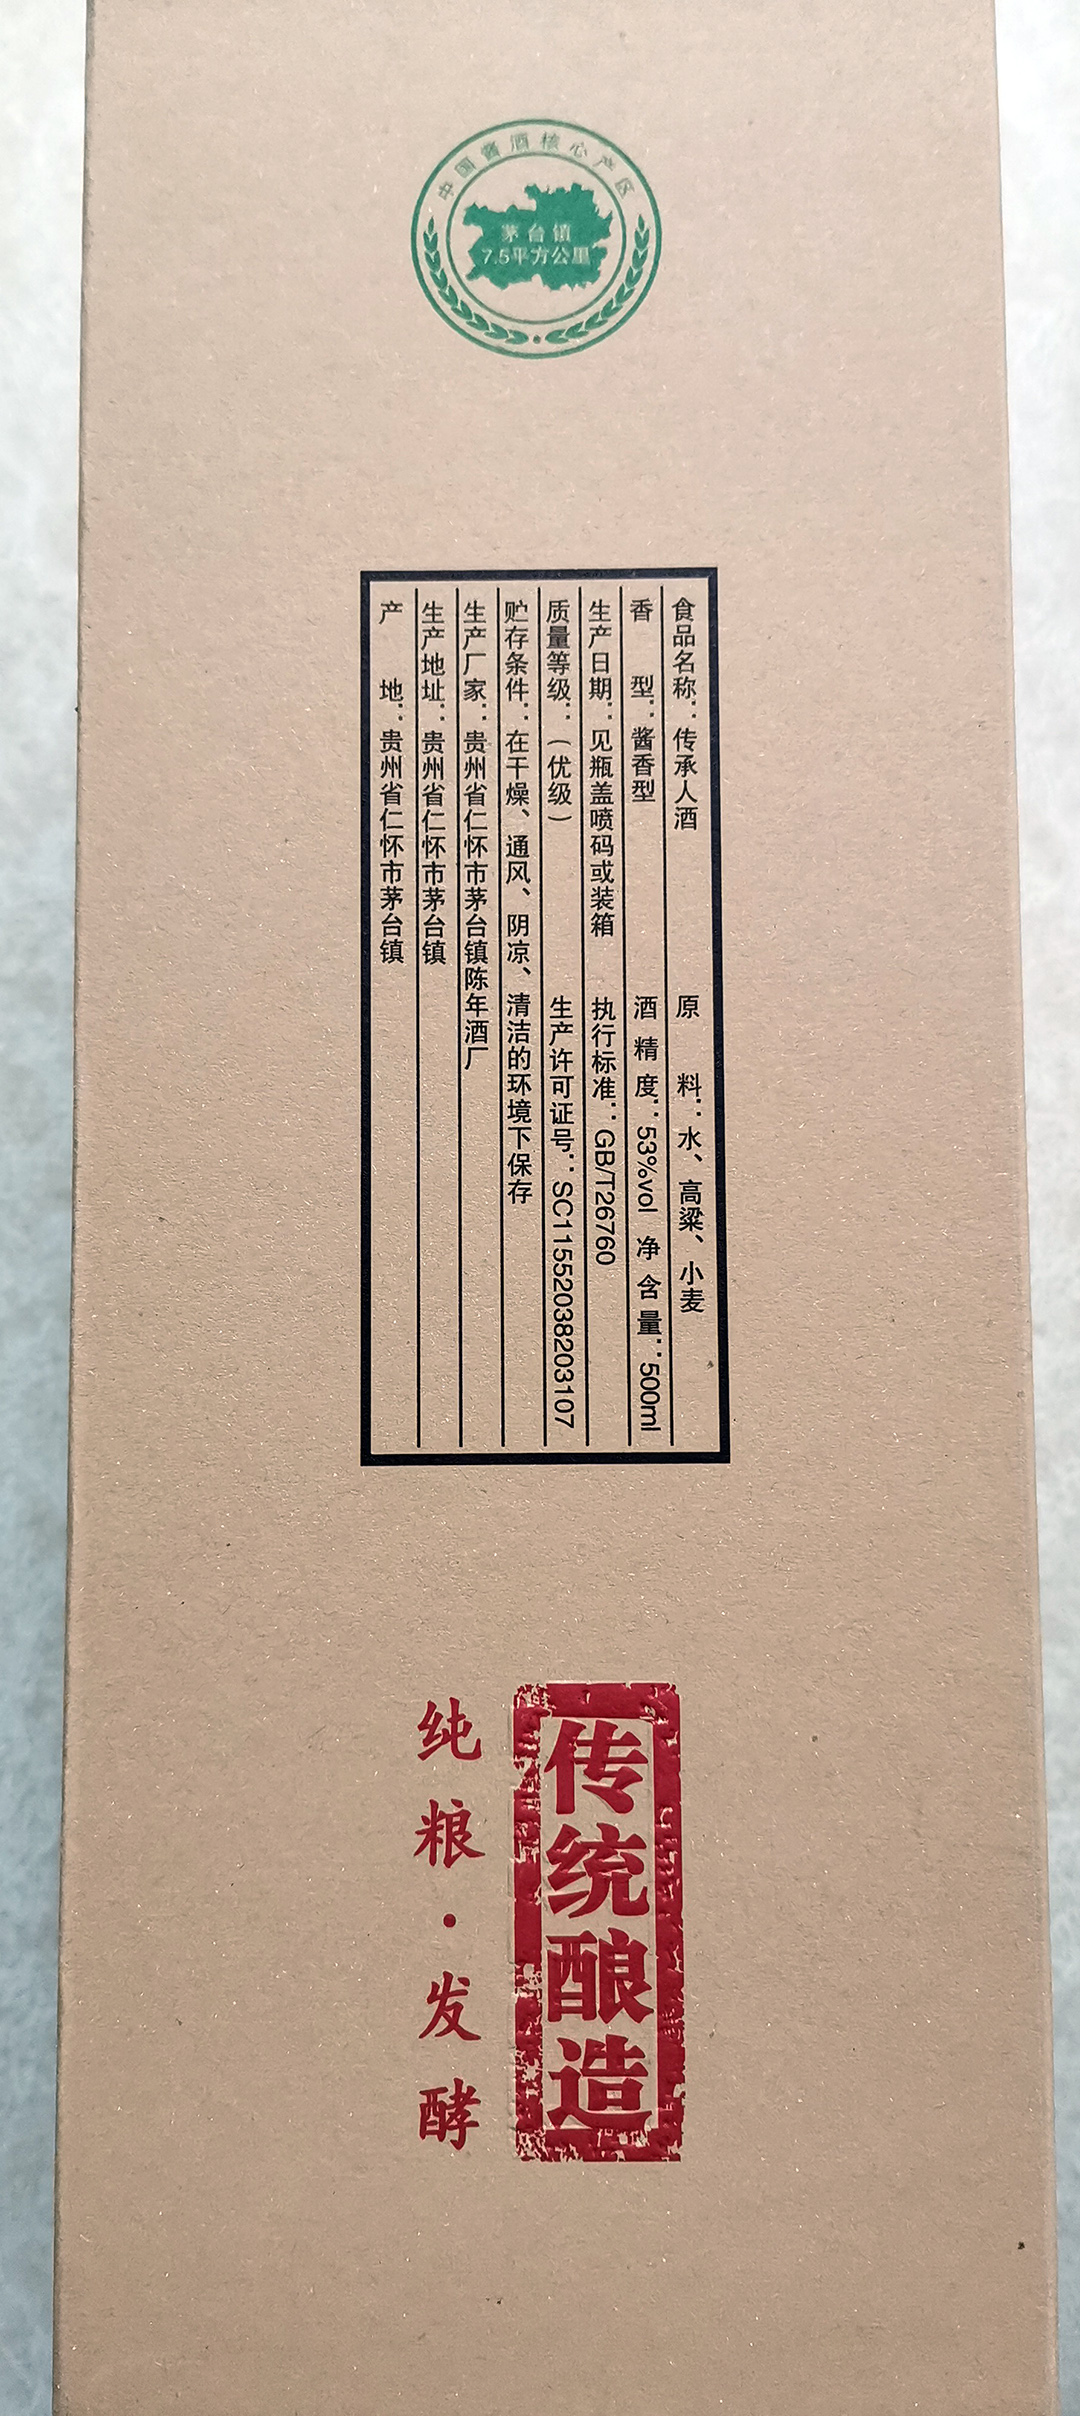 中国酱酒核心产区
茅台镇
7.5平方公里
食品名称：传承人酒 原料：水、高粱、小麦
香型：酱香型 酒精度：53%vol 净含量：500ml
生产日期：见瓶盖喷码或装箱 执行标准：GB/T26760
质量等级：（优级） 生产许可证号：SC11552038203107
贮存条件：在干燥、通风、阴凉、清洁的环境下保存
生产厂家：贵州省仁怀市茅台镇陈年酒厂
生产地址：贵州省仁怀市茅台镇
产地：贵州省仁怀市茅台镇
传统酿造
纯粮·发酵